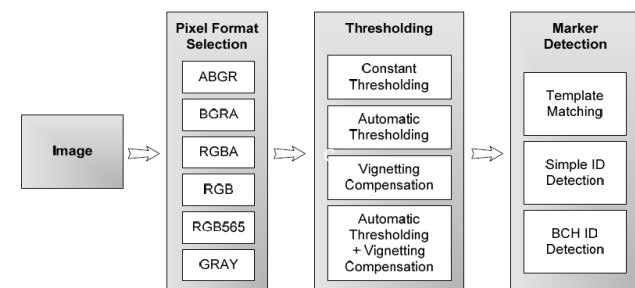 Image
Pixel Format
Selection
ABGR
BGRA
RGBA
RGB
RGB565
GRAY
Thresholding
Constant
Thresholding
Automatic
Thresholding
Vignetting
Compensation
Automatic
Thresholding
+ Vignetting
Compensation
Marker
Detection
Template
Matching
Simple ID
Detection
BCH ID
Detection